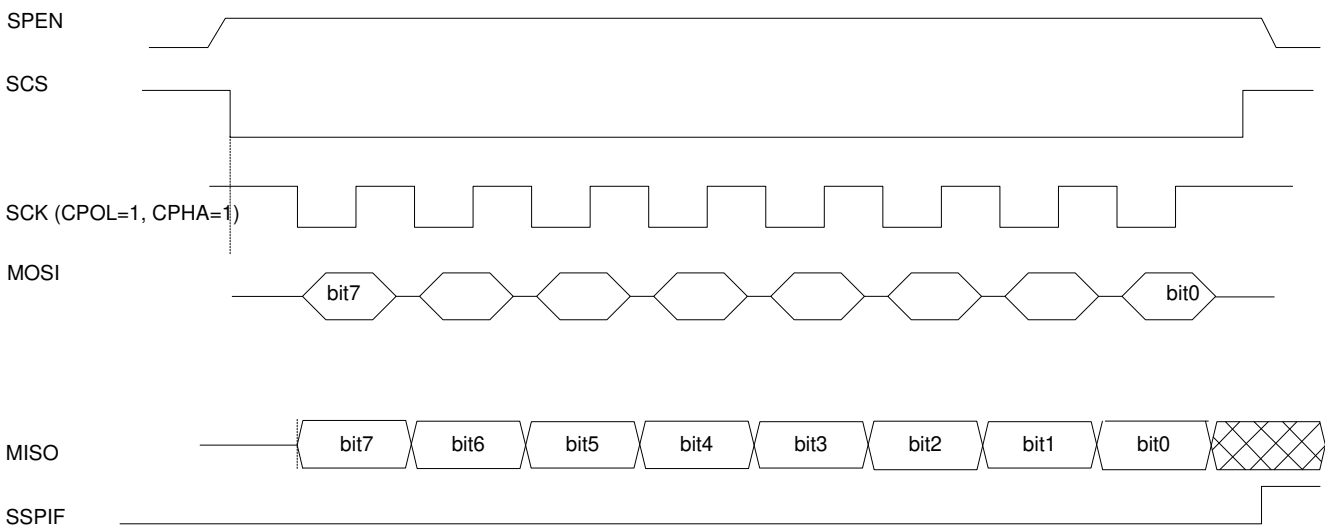 SPEN
SCS
SCK (CPOL=1, CPHA=1)
MOSI
bit7
bit0
MISO
bit7 bit6 bit5 bit4 bit3 bit2 bit1 bit0
SSPIF